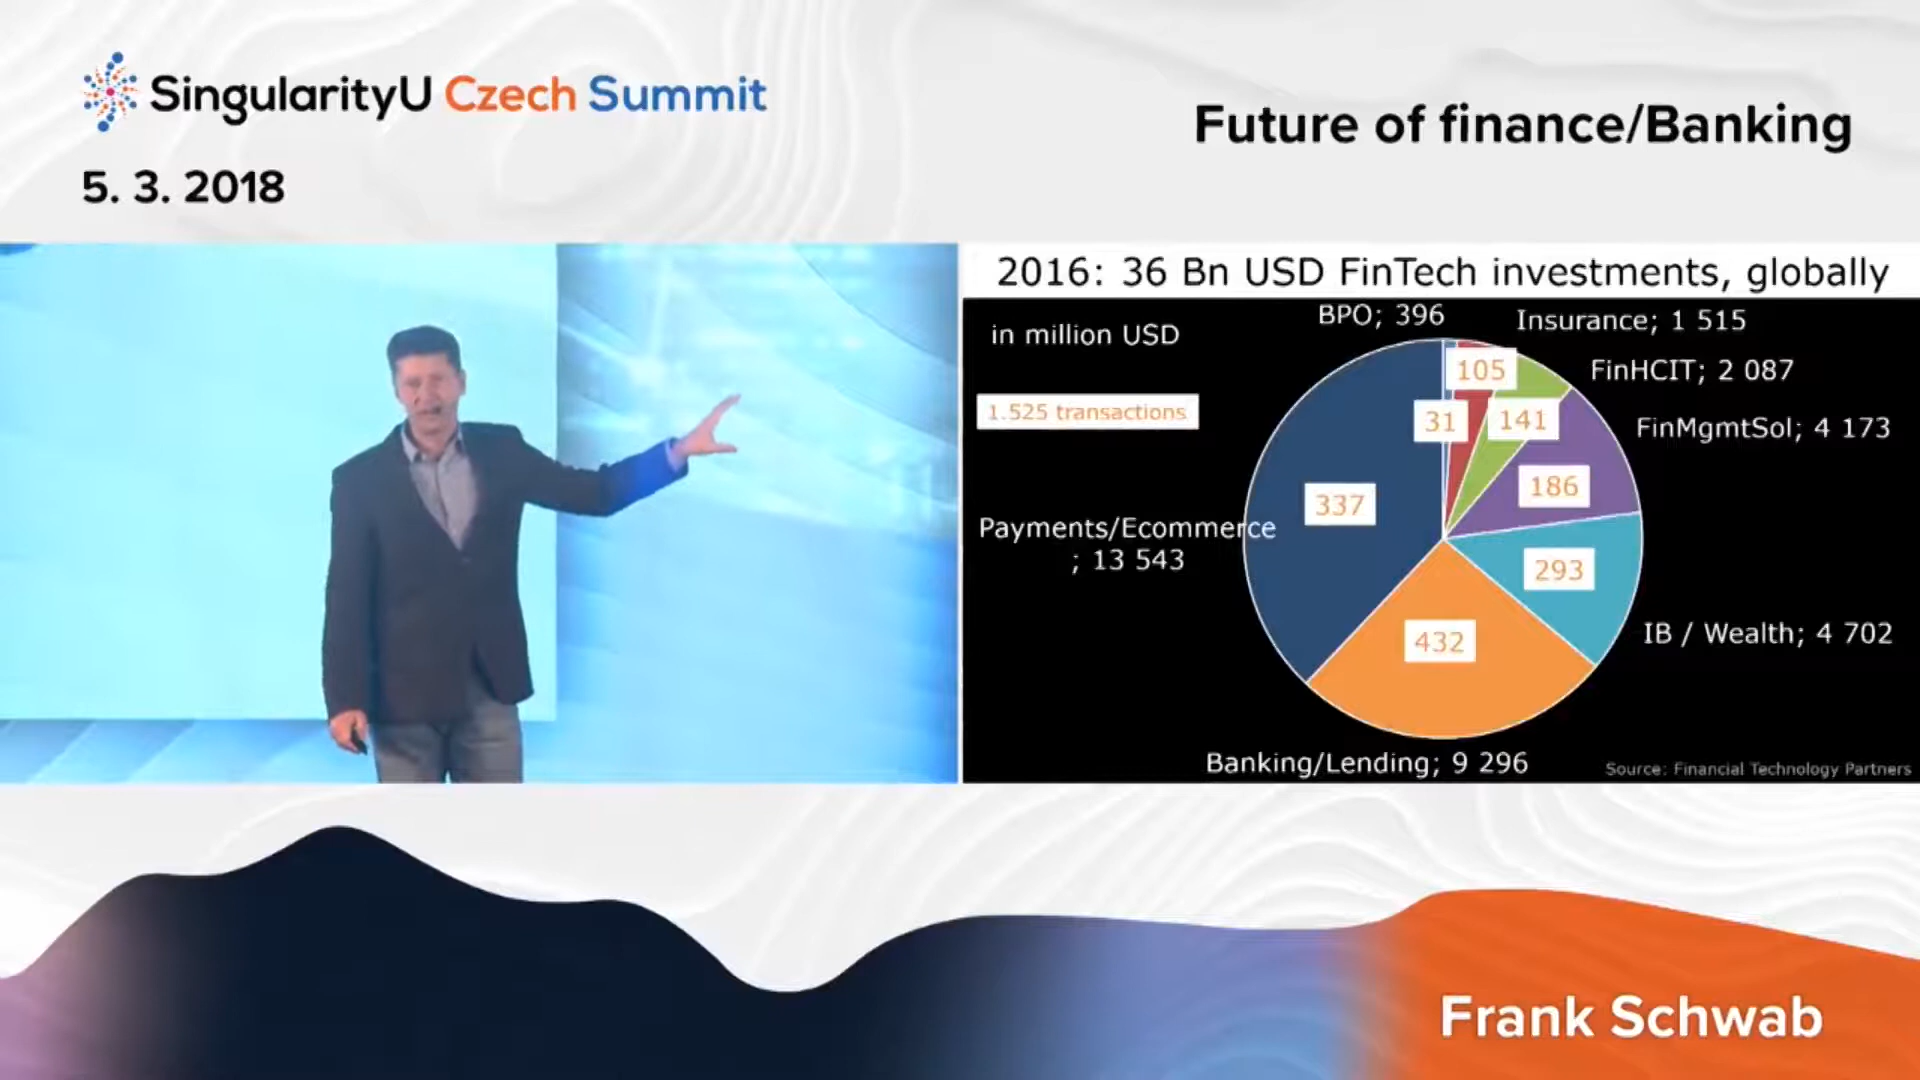 SingularityU Czech Summit
5. 3. 2018
Future of finance/Banking
2016: 36 Bn USD FinTech investments, globally
in million USD
1.525 transactions
BPO; 396
Insurance; 1 515
FinHCIT; 2 087
FinMgmtSol; 4 173
IB / Wealth; 4 702
Banking/Lending; 9 296
Payments/Ecommerce
; 13 543
105
31
141
186
293
432
337
Source: Financial Technology Partners
Frank Schwab